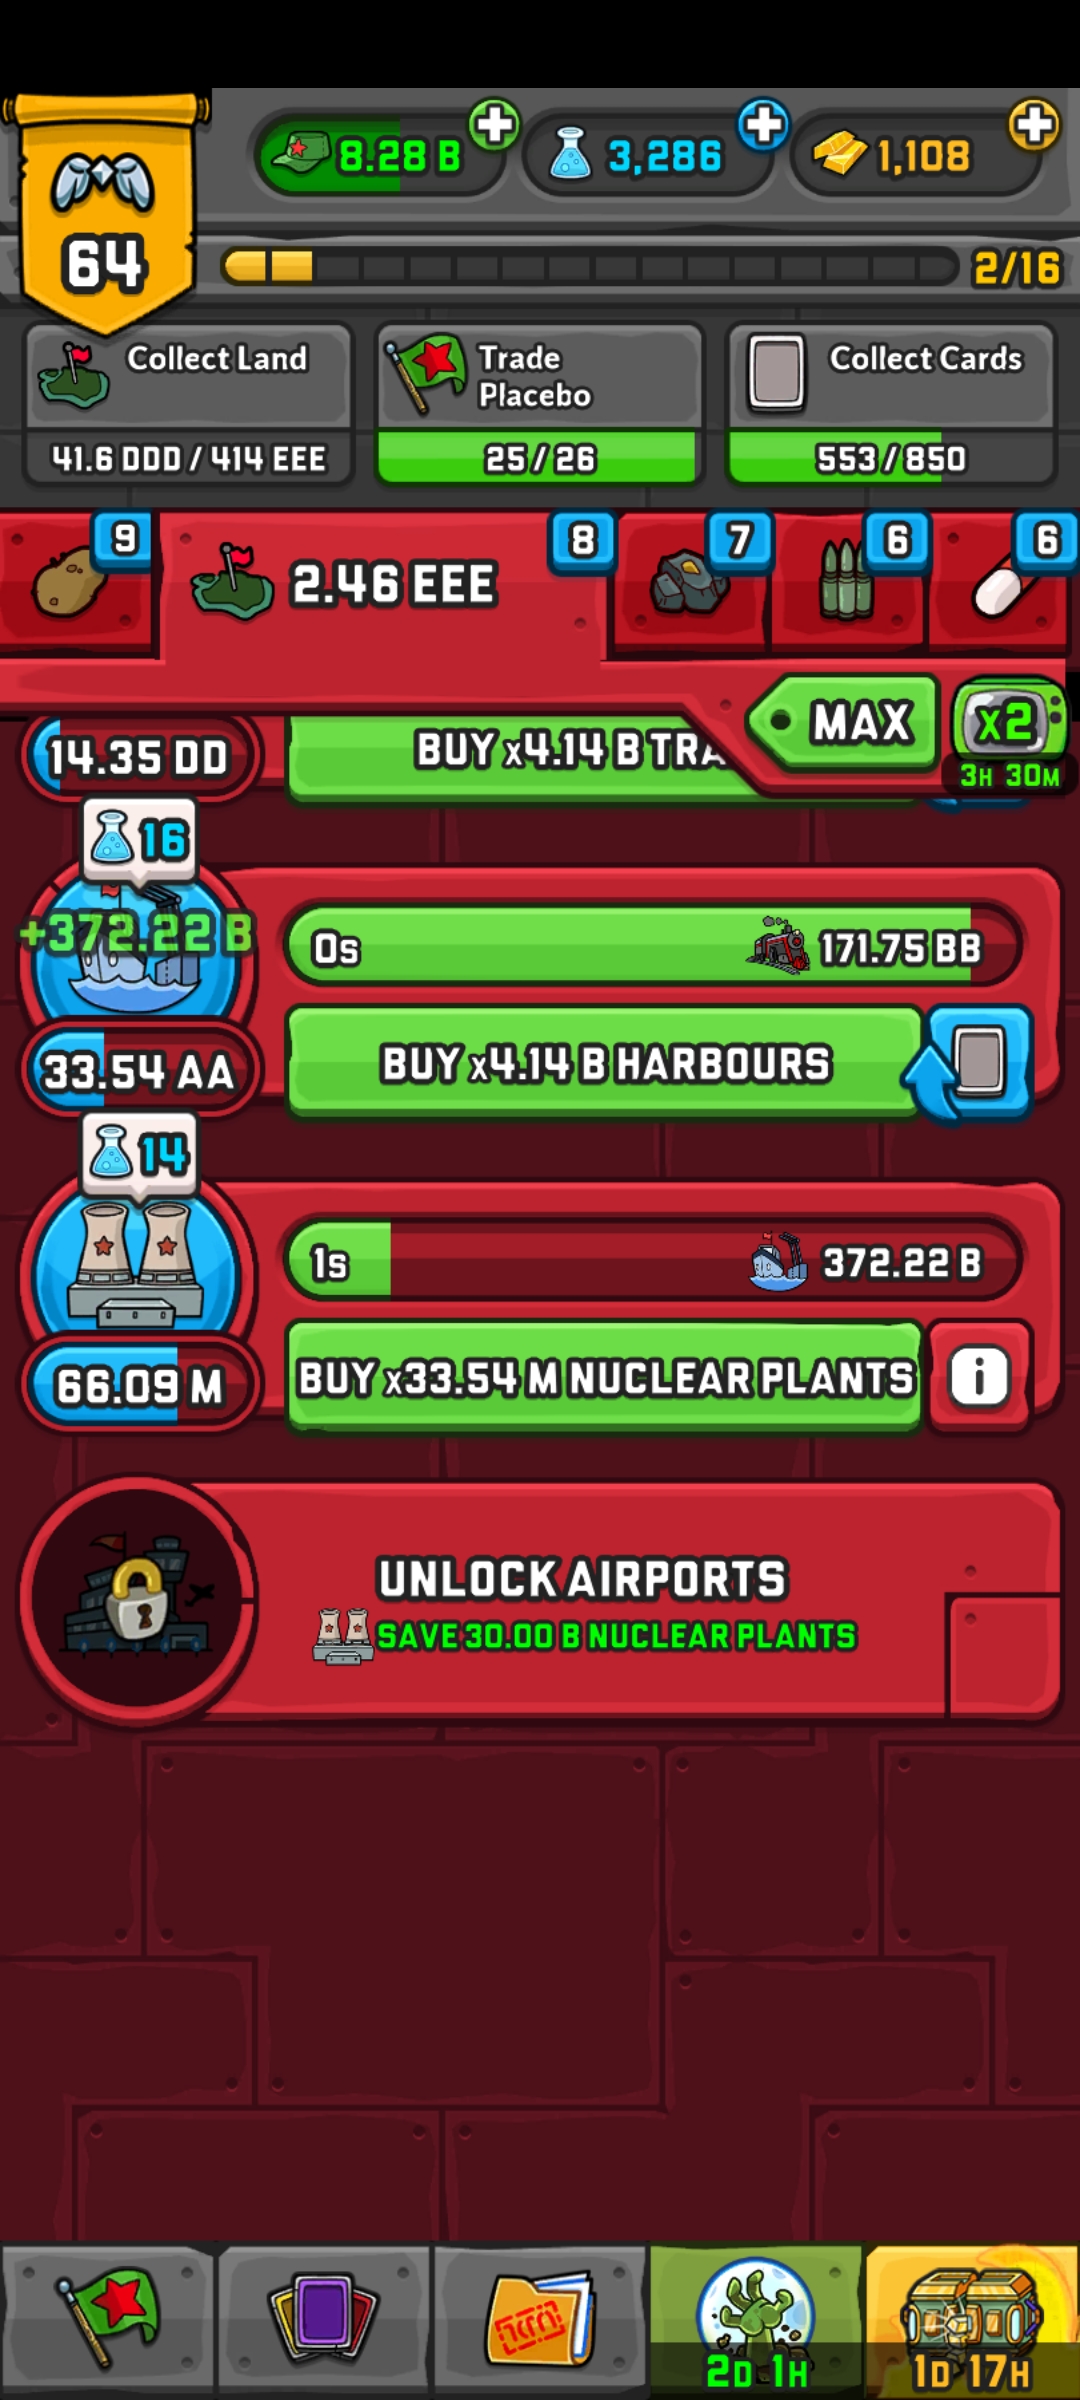 8.28 B
3,286
1,108
64
2/16
Collect Land
41.6 DDD / 414 EEE
Trade
Placebo
25 / 26
Collect Cards
553 / 850
9
2.46 EEE
8
7
6
6
MAX
x2
3H 30M
14.35 DD
BUY x4.14 B TRA
16
+372.22 B
0s
171.75 BB
33.54 AA
BUY x4.14 B HARBOURS
14
1s
372.22 B
66.09 M
BUY x33.54 M NUCLEAR PLANTS
i
UNLOCK AIRPORTS
SAVE 30.00 B NUCLEAR PLANTS
2D 1H
1D 17H